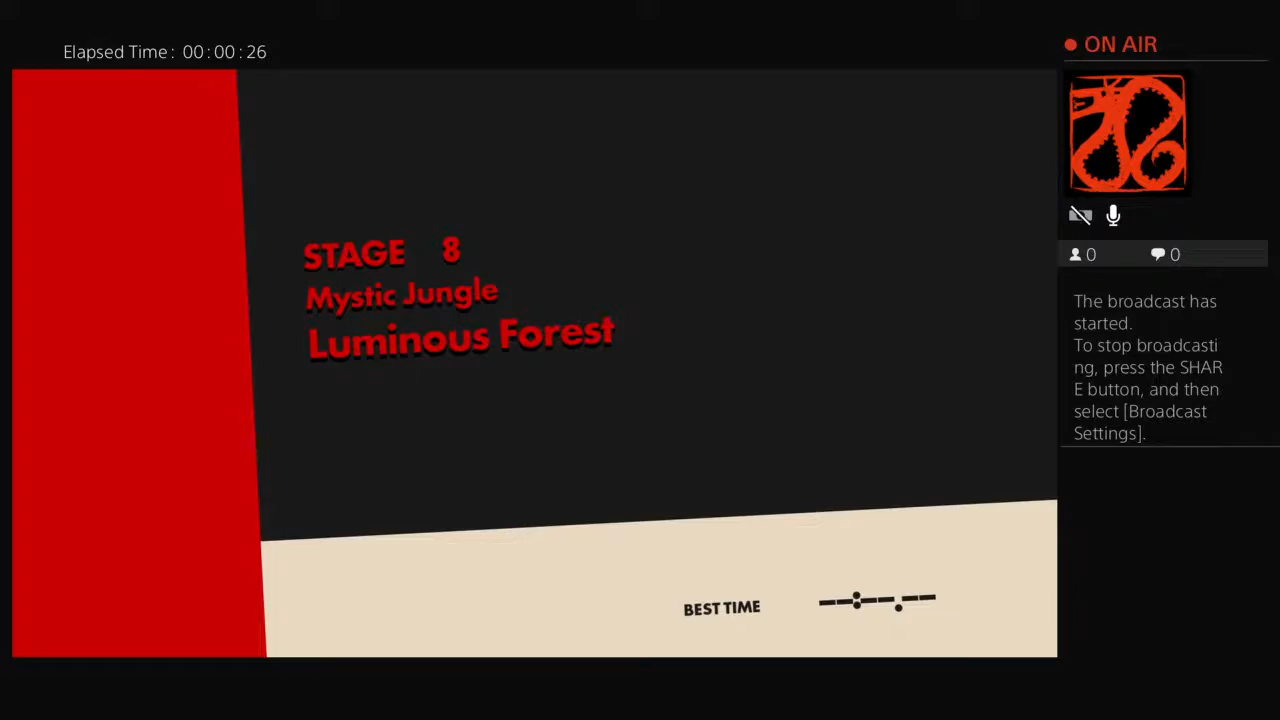 Elapsed Time: 00:00:26
ON AIR
STAGE 8
Mystic Jungle
Luminous Forest
BEST TIME --:--.--
0 0
The broadcast has
started.
To stop broadcasti
ng, press the SHAR
E button, and then
select [Broadcast
Settings].